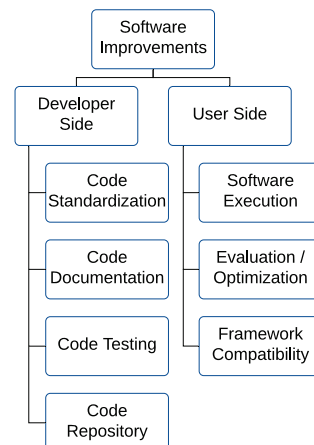 Software
Improvements
Developer
Side
User Side
Code
Standardization
Software
Execution
Code
Documentation
Evaluation /
Optimization
Code Testing
Framework
Compatibility
Code
Repository